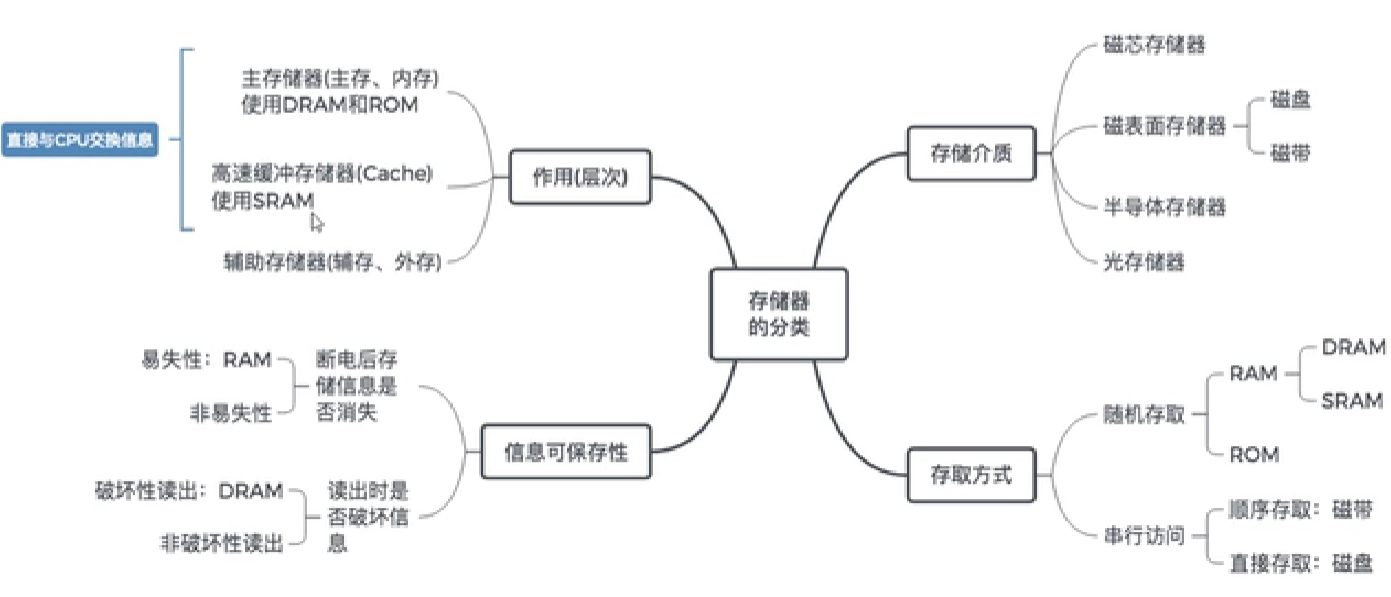 存储器
的分类
作用(层次)
主存储器(主存、内存)
使用DRAM和ROM
高速缓冲存储器(Cache)
使用SRAM
辅助存储器(辅存、外存)
直接与CPU交换信息
存储介质
磁芯存储器
磁表面存储器
磁盘
磁带
半导体存储器
光存储器
信息可保存性
断电后存
储信息是
否消失
易失性：RAM
非易失性
读出时是
否破坏信
息
破坏性读出：DRAM
非破坏性读出
存取方式
随机存取
RAM
DRAM
SRAM
ROM
串行访问
顺序存取：磁带
直接存取：磁盘